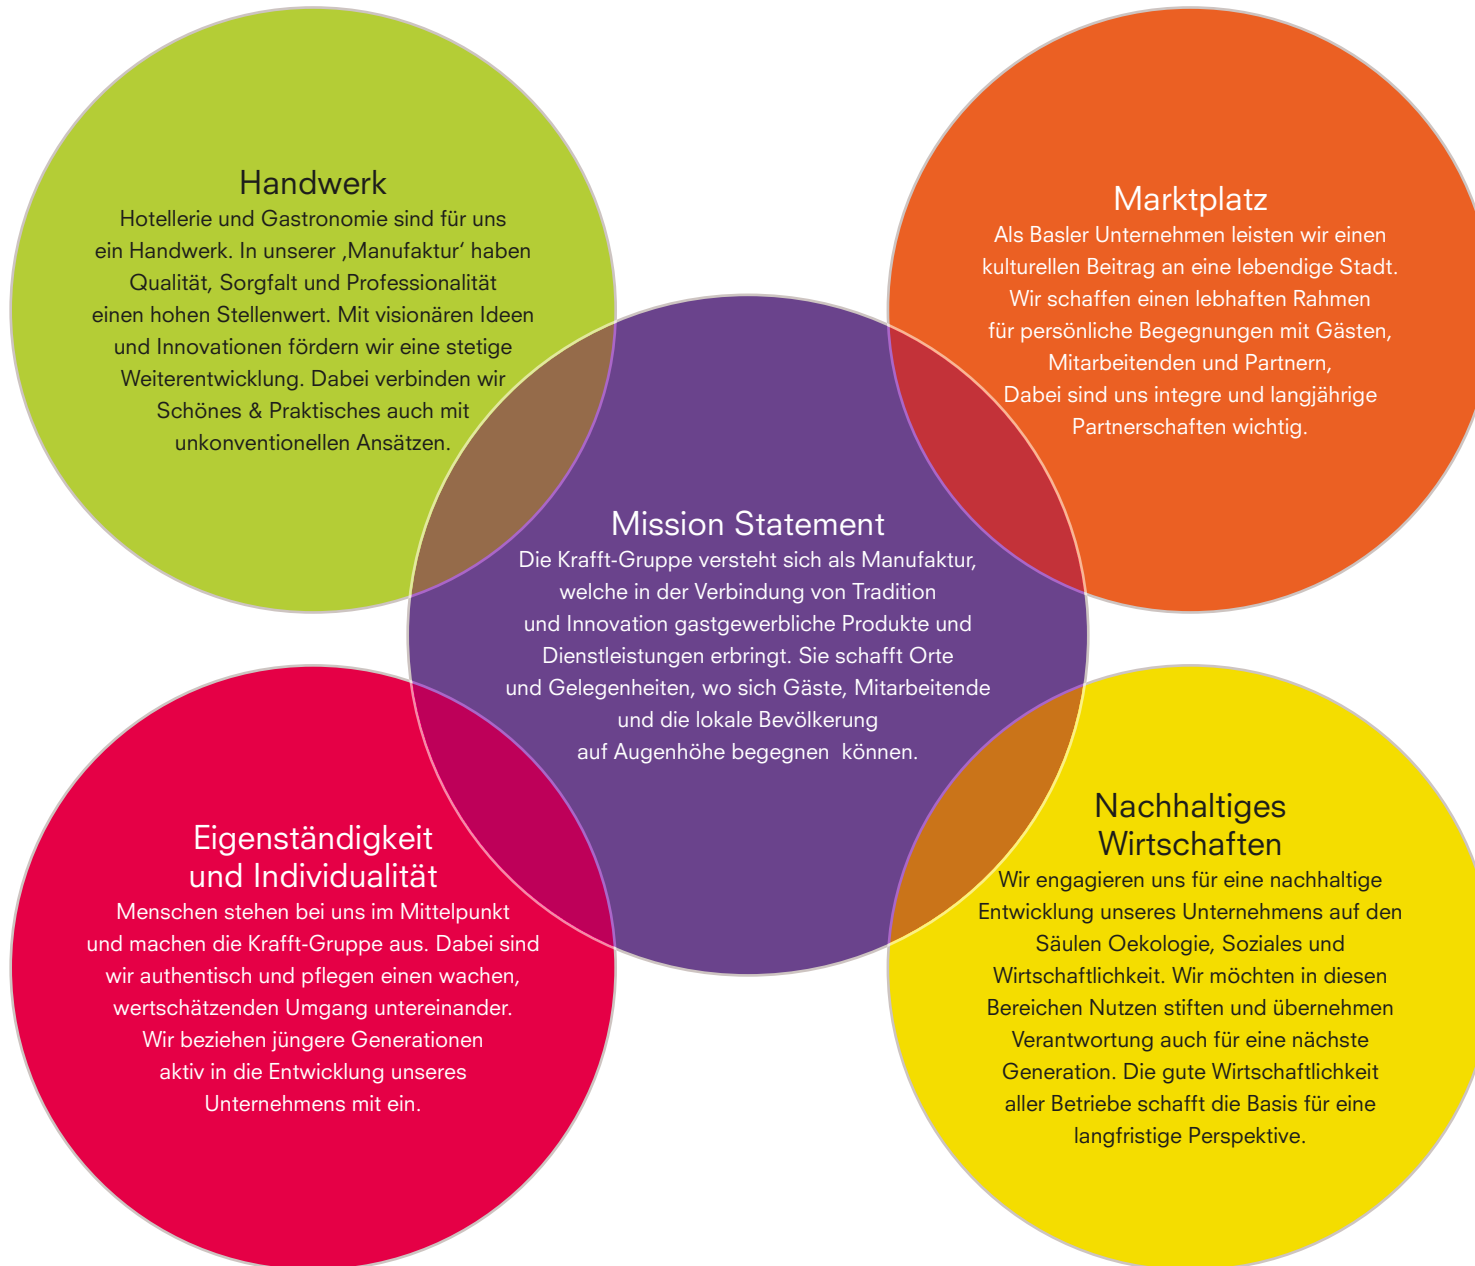 Handwerk
Hotellerie und Gastronomie sind für uns
ein Handwerk. In unserer ‚Manufaktur‘ haben
Qualität, Sorgfalt und Professionalität
einen hohen Stellenwert. Mit visionären Ideen
und Innovationen fördern wir eine stetige
Weiterentwicklung. Dabei verbinden wir
Schönes & Praktisches auch mit
unkonventionellen Ansätzen.
Marktplatz
Als Basler Unternehmen leisten wir einen
kulturellen Beitrag an eine lebendige Stadt.
Wir schaffen einen lebhaften Rahmen
für persönliche Begegnungen mit Gästen,
Mitarbeitenden und Partnern,
Dabei sind uns integre und langjährige
Partnerschaften wichtig.
Mission Statement
Die Krafft-Gruppe versteht sich als Manufaktur,
welche in der Verbindung von Tradition
und Innovation gastgewerbliche Produkte und
Dienstleistungen erbringt. Sie schafft Orte
und Gelegenheiten, wo sich Gäste, Mitarbeitende
und die lokale Bevölkerung
auf Augenhöhe begegnen können.
Eigenständigkeit
und Individualität
Menschen stehen bei uns im Mittelpunkt
und machen die Krafft-Gruppe aus. Dabei sind
wir authentisch und pflegen einen wachen,
wertschätzenden Umgang untereinander.
Wir beziehen jüngere Generationen
aktiv in die Entwicklung unseres
Unternehmens mit ein.
Nachhaltiges
Wirtschaften
Wir engagieren uns für eine nachhaltige
Entwicklung unseres Unternehmens auf den
Säulen Oekologie, Soziales und
Wirtschaftlichkeit. Wir möchten in diesen
Bereichen Nutzen stiften und übernehmen
Verantwortung auch für eine nächste
Generation. Die gute Wirtschaftlichkeit
aller Betriebe schafft die Basis für eine
langfristige Perspektive.